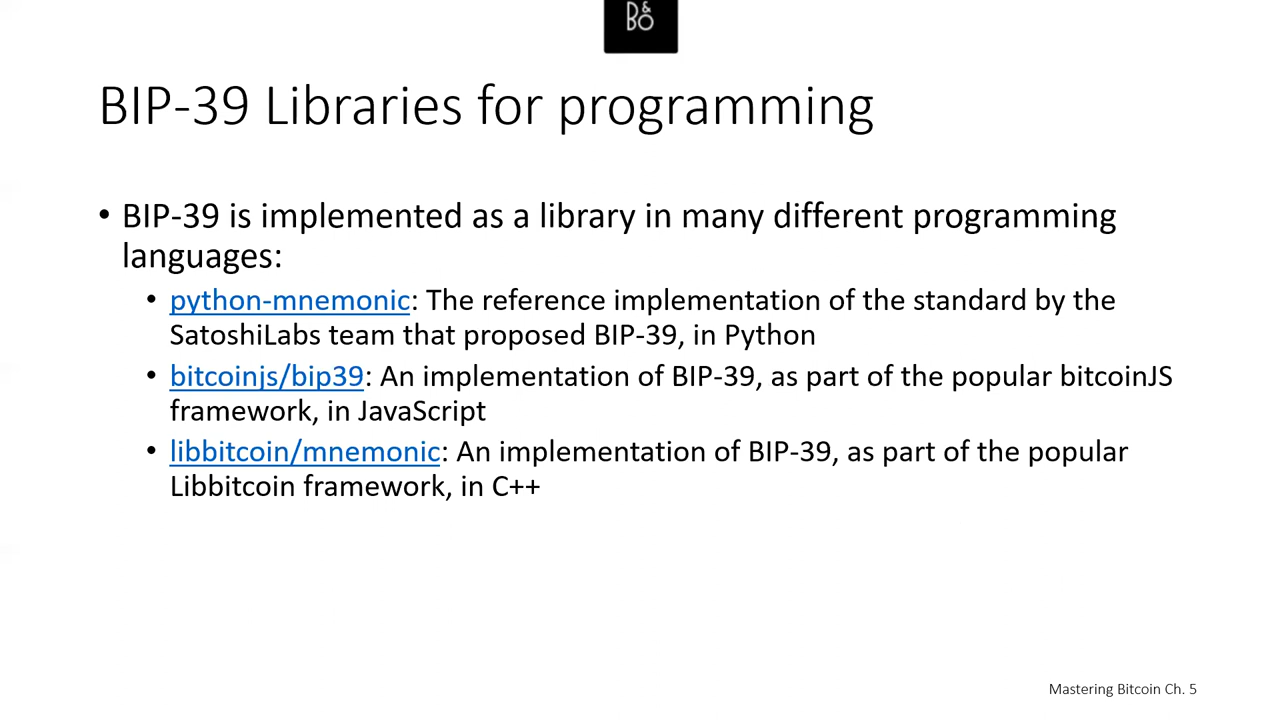 B&O
BIP-39 Libraries for programming
• BIP-39 is implemented as a library in many different programming
languages:
• python-mnemonic: The reference implementation of the standard by the
SatoshiLabs team that proposed BIP-39, in Python
• bitcoinjs/bip39: An implementation of BIP-39, as part of the popular bitcoinJS
framework, in JavaScript
• libbitcoin/mnemonic: An implementation of BIP-39, as part of the popular
Libbitcoin framework, in C++
Mastering Bitcoin Ch. 5